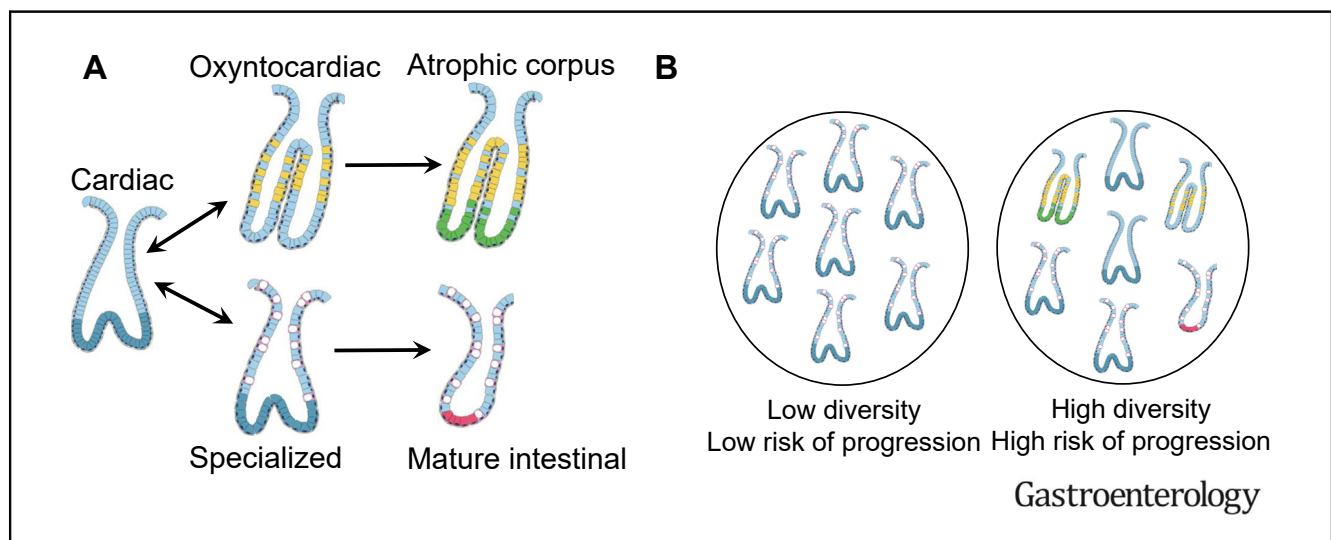 A
Oxyntocardiac
Atrophic corpus
Cardiac
Specialized
Mature intestinal
B
Low diversity
Low risk of progression
High diversity
High risk of progression
Gastroenterology